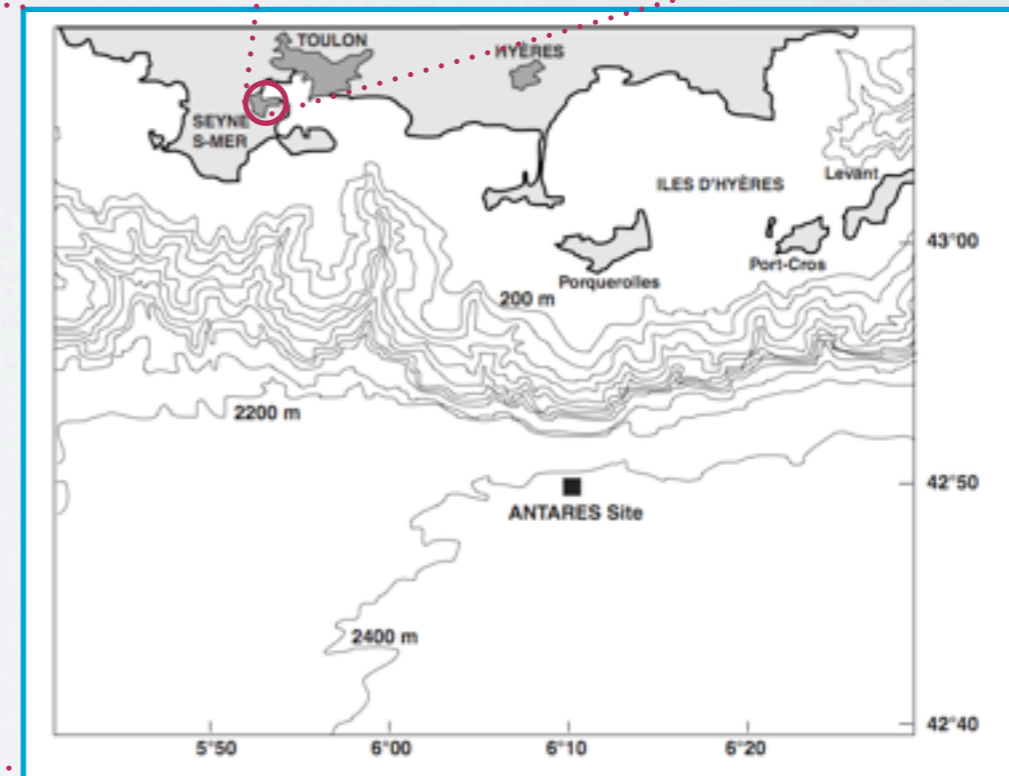 TOULON
HYÈRES
SEYNE
S-MER
Levant
ILES D'HYÈRES
43°00
Port-Cros
Porquerolles
200 m
2200 m
42°50
ANTARES Site
2400 m
42°40
5°50
6°00
6°10
6°20